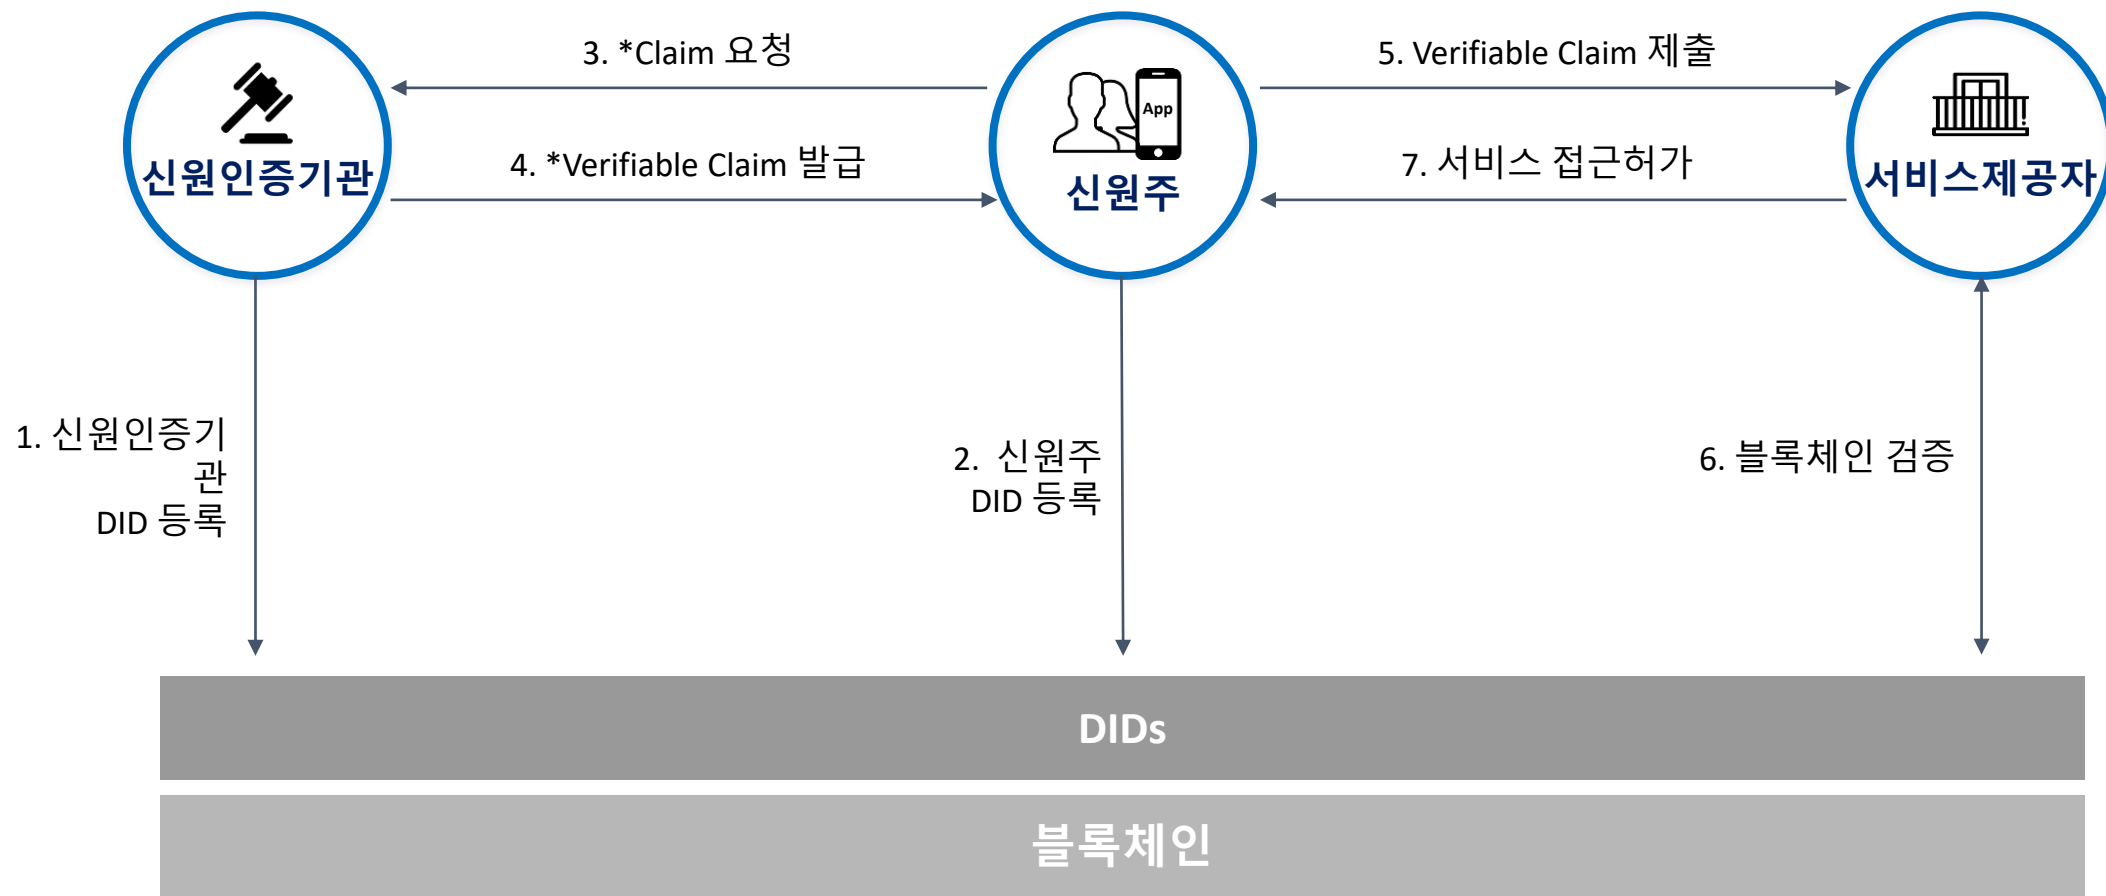 3. *Claim 요청
5. Verifiable Claim 제출
App
4. *Verifiable Claim 발급
7. 서비스 접근허가
신원인증기관
신원주
서비스제공자
1. 신원인증기
관
DID 등록
2. 신원주
DID 등록
6. 블록체인 검증
DIDs
블록체인